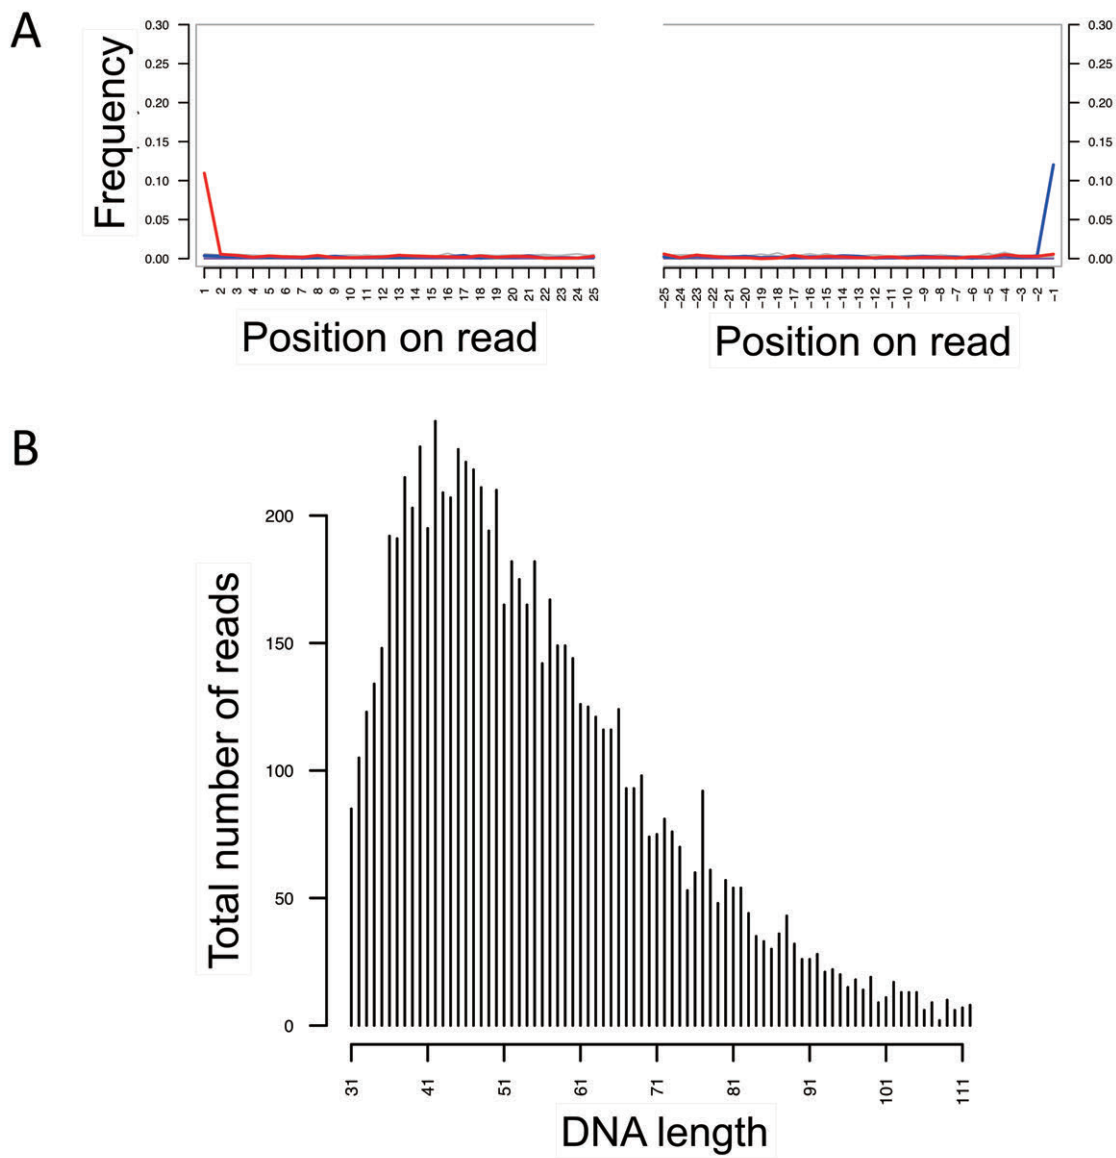 A
Frequency
0.30
0.25
0.20
0.15
0.10
0.05
0.00
1 2 3 4 5 6 7 8 9 10 11 12 13 14 15 16 17 18 19 20 21 22 23 24 25
Position on read
0.30
0.25
0.20
0.15
0.10
0.05
0.00
-25 -24 -23 -22 -21 -20 -19 -18 -17 -16 -15 -14 -13 -12 -11 -10 -9 -8 -7 -6 -5 -4 -3 -2 -1
Position on read
B
Total number of reads
200
150
100
50
0
31 41 51 61 71 81 91 101 111
DNA length